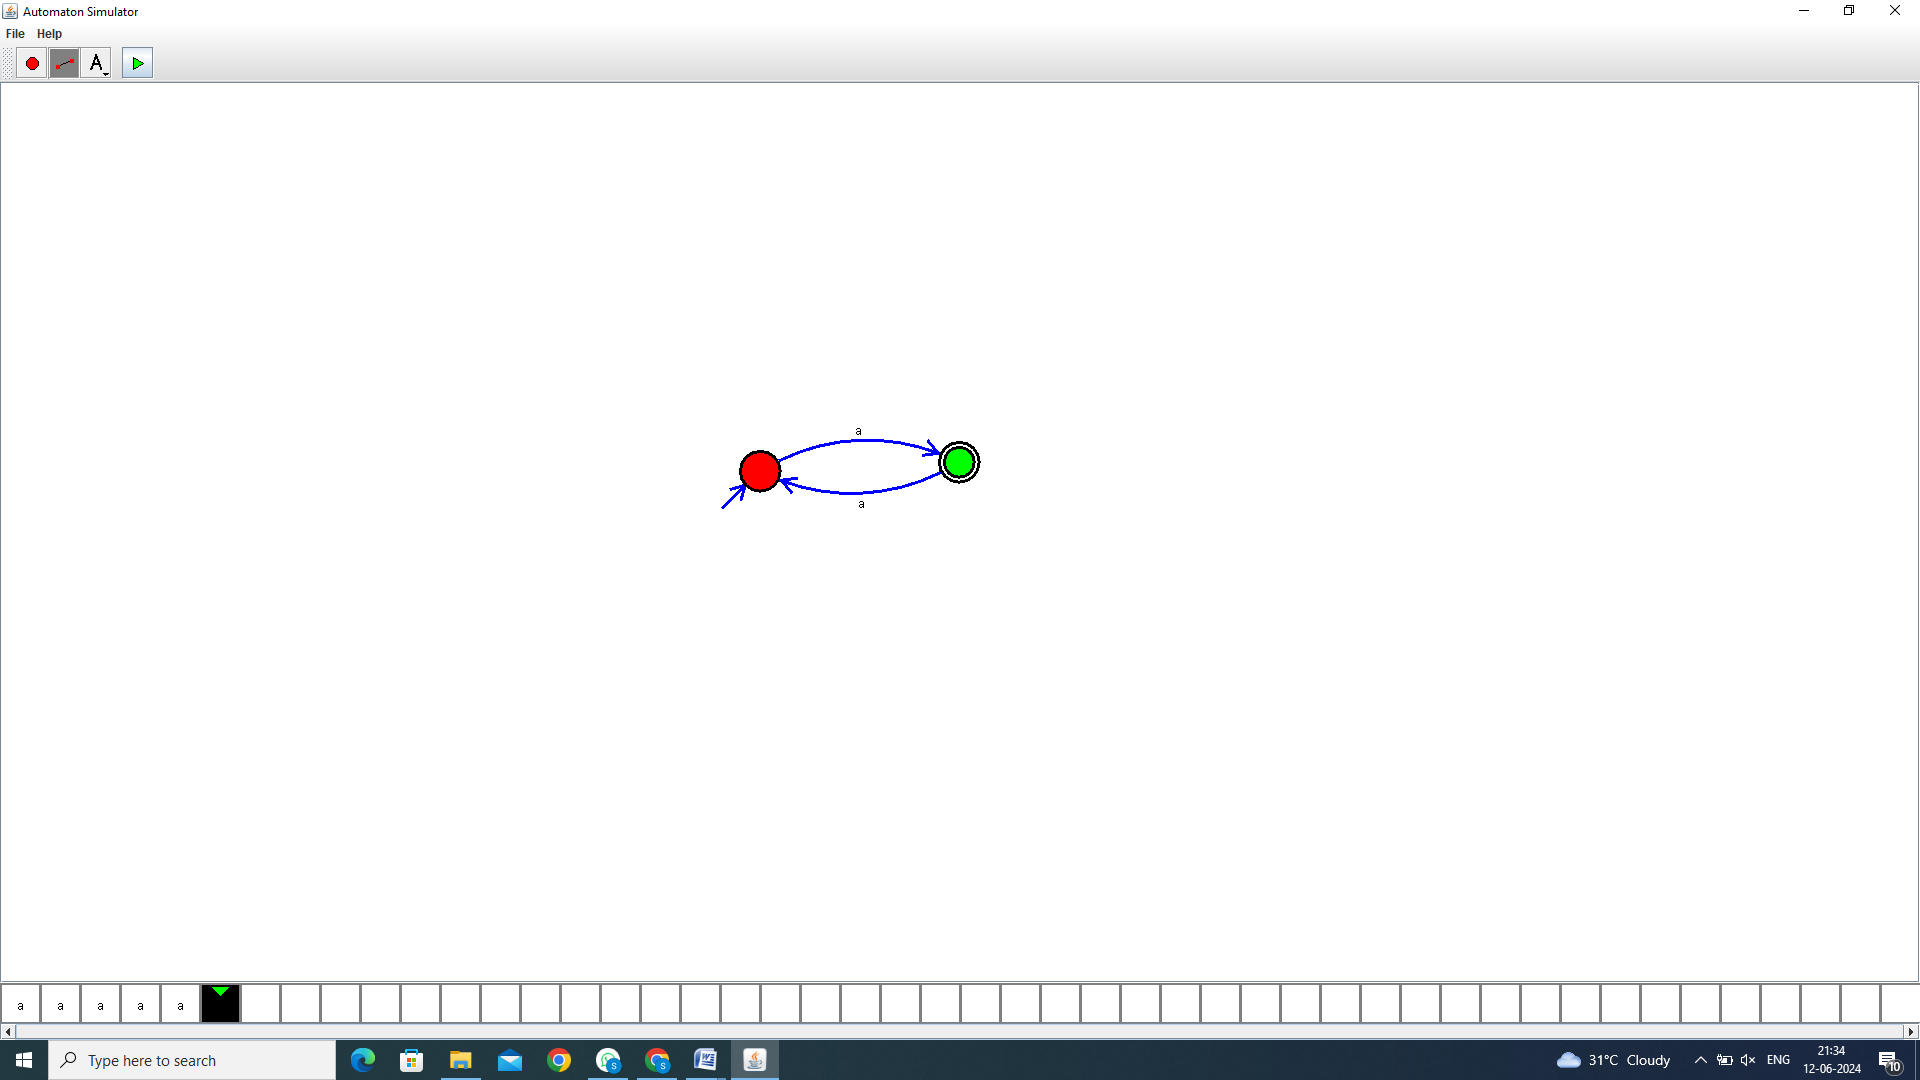 Automaton Simulator
File Help
A
a
a
a a a a a
Type here to search
31°C Cloudy
ENG
21:34
12-06-2024
10